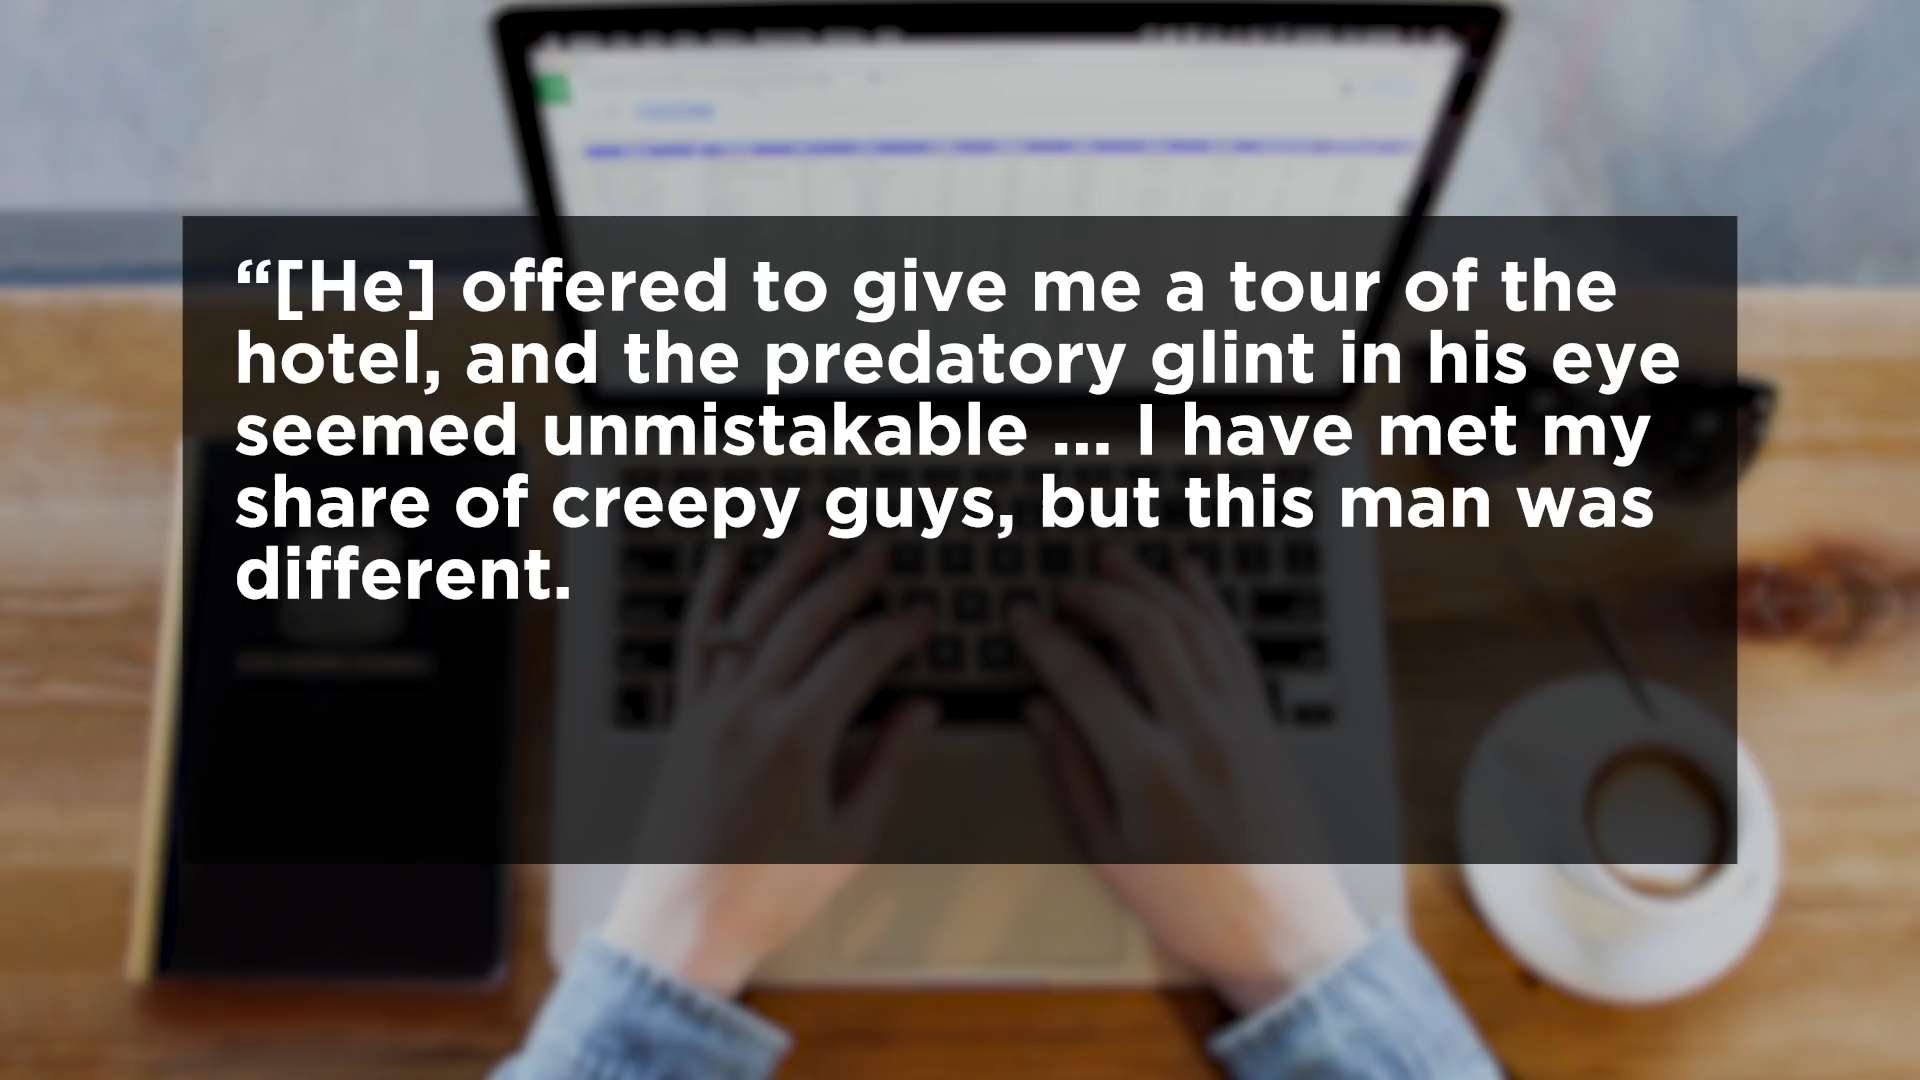 “[He] offered to give me a tour of the
hotel, and the predatory glint in his eye
seemed unmistakable ... I have met my
share of creepy guys, but this man was
different.